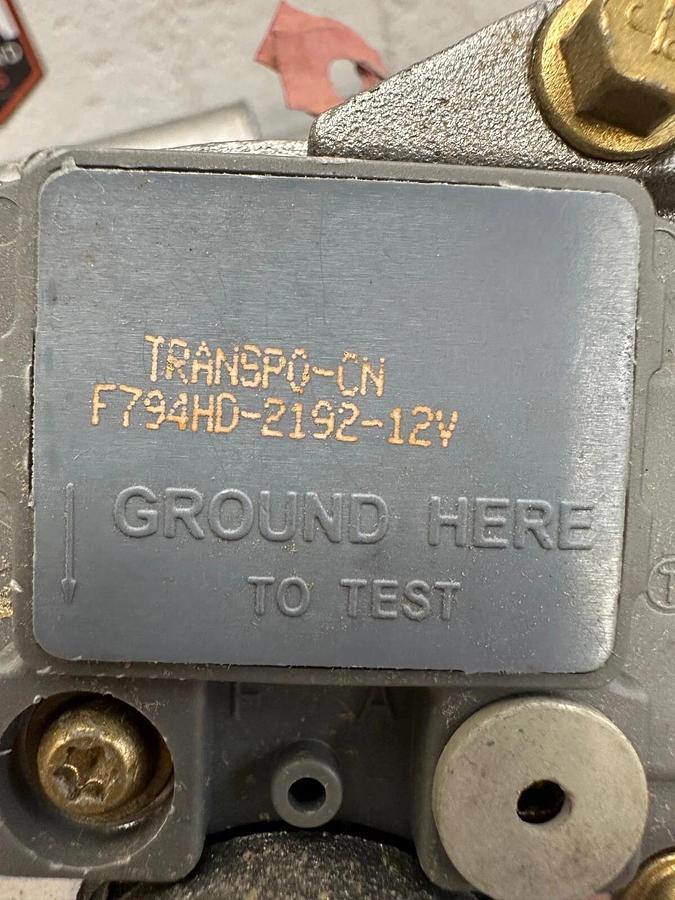 TRANSPO-CN
F794HD-2192-12V
GROUND HERE
TO TEST
F A